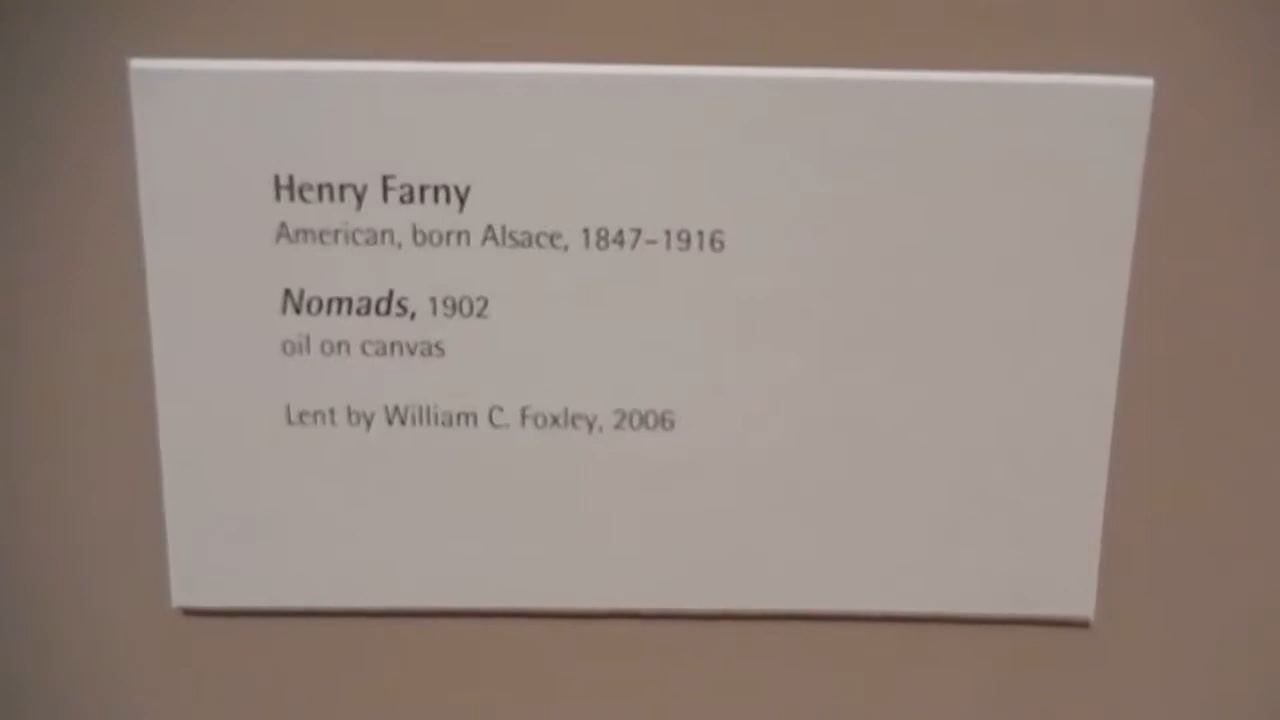 Henry Farny
American, born Alsace, 1847–1916
Nomads, 1902
oil on canvas
Lent by William C. Foxley, 2006